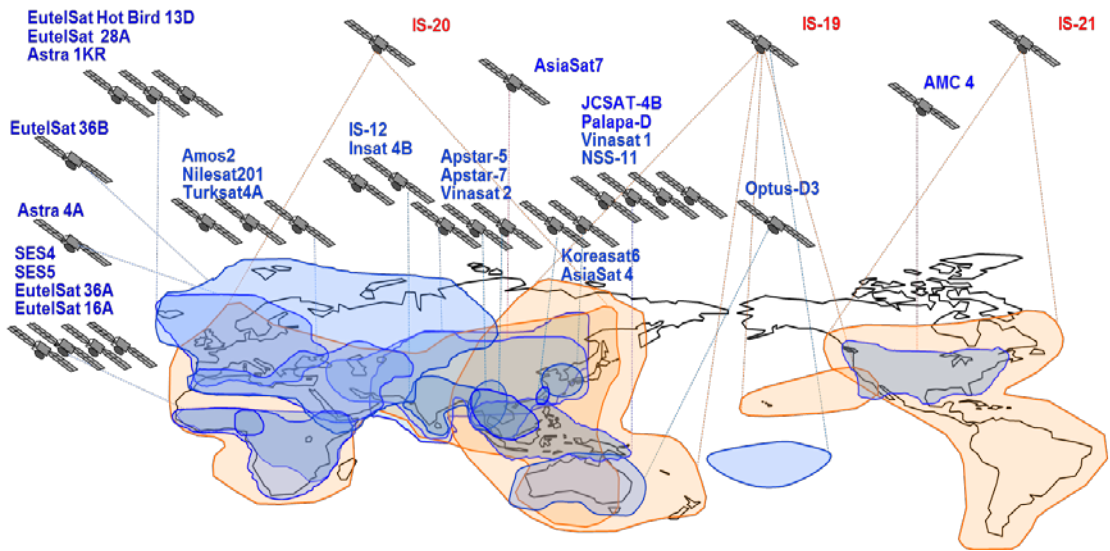 EutelSat Hot Bird 13D
EutelSat 28A
Astra 1KR
IS-20
IS-19
IS-21
AsiaSat7
AMC 4
EutelSat 36B
IS-12
Insat 4B
JCSAT-4B
Palapa-D
Vinasat 1
NSS-11
Amos2
Nilesat201
Turksat4A
Apstar-5
Apstar-7
Vinasat 2
Optus-D3
Astra 4A
SES4
SES5
EutelSat 36A
EutelSat 16A
Koreasat6
AsiaSat 4